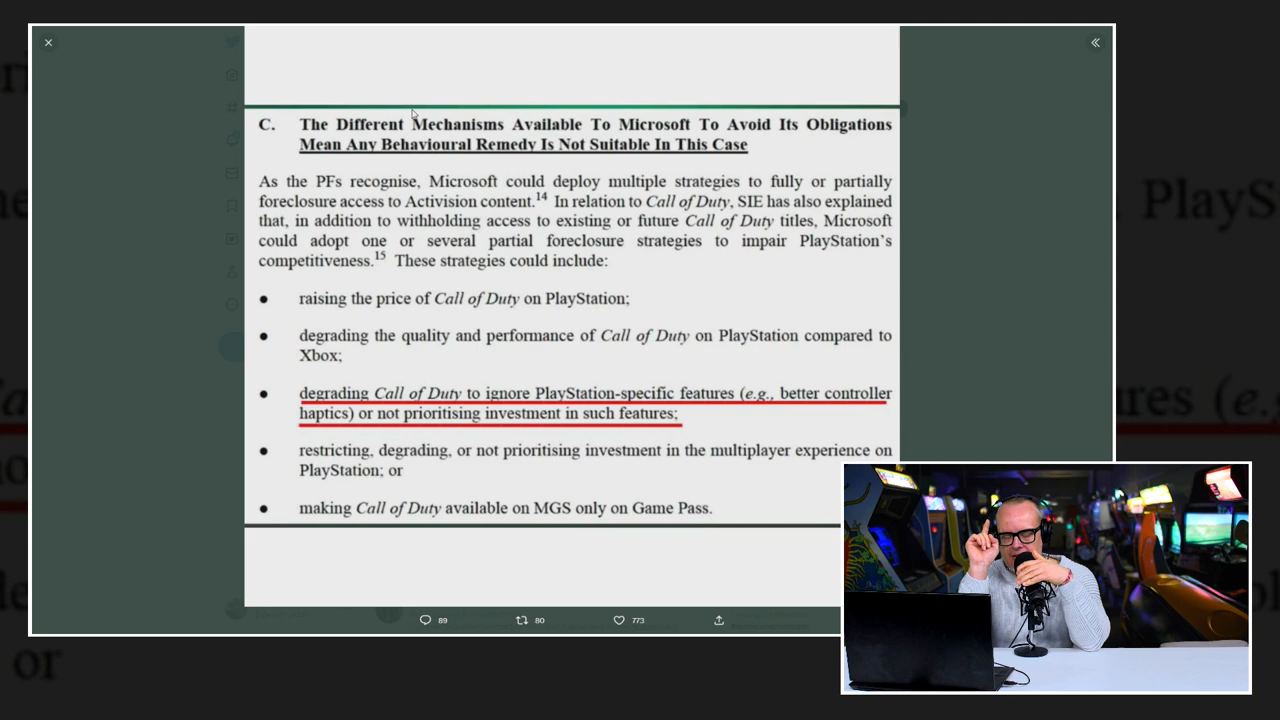 C. The Different Mechanisms Available To Microsoft To Avoid Its Obligations
Mean Any Behavioural Remedy Is Not Suitable In This Case
As the PFs recognise, Microsoft could deploy multiple strategies to fully or partially
foreclosure access to Activision content.14 In relation to Call of Duty, SIE has also explained
that, in addition to withholding access to existing or future Call of Duty titles, Microsoft
could adopt one or several partial foreclosure strategies to impair PlayStation's
competitiveness.15 These strategies could include:
● raising the price of Call of Duty on PlayStation;
● degrading the quality and performance of Call of Duty on PlayStation compared to
Xbox;
● degrading Call of Duty to ignore PlayStation-specific features (e.g., better controller
haptics) or not prioritising investment in such features;
● restricting, degrading, or not prioritising investment in the multiplayer experience on
PlayStation; or
● making Call of Duty available on MGS only on Game Pass.
89 80 773
PlayS
ures (e.g
or